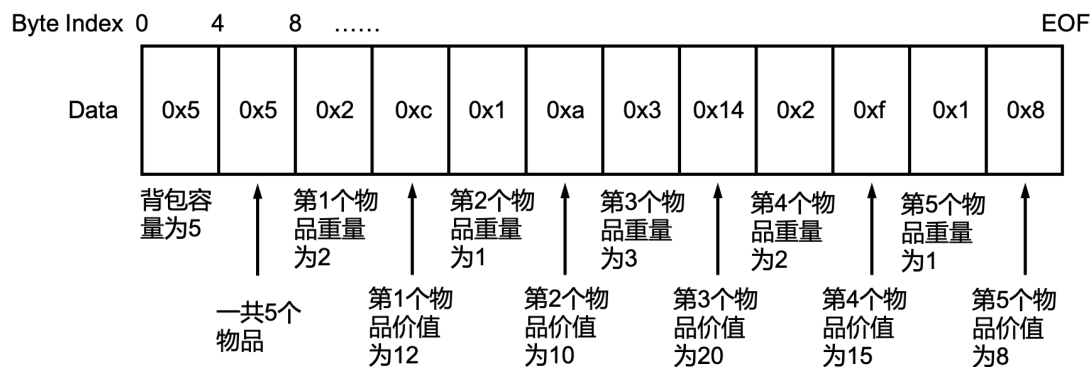 Byte Index 0 4 8 …… EOF
Data 0x5 0x5 0x2 0xc 0x1 0xa 0x3 0x14 0x2 0xf 0x1 0x8
背包容
量为5
第1个物
品重量
为2
第2个物
品重量
为1
第3个物
品重量
为3
第4个物
品重量
为2
第5个物
品重量
为1
一共5个
物品
第1个物
品价值
为12
第2个物
品价值
为10
第3个物
品价值
为20
第4个物
品价值
为15
第5个物
品价值
为8